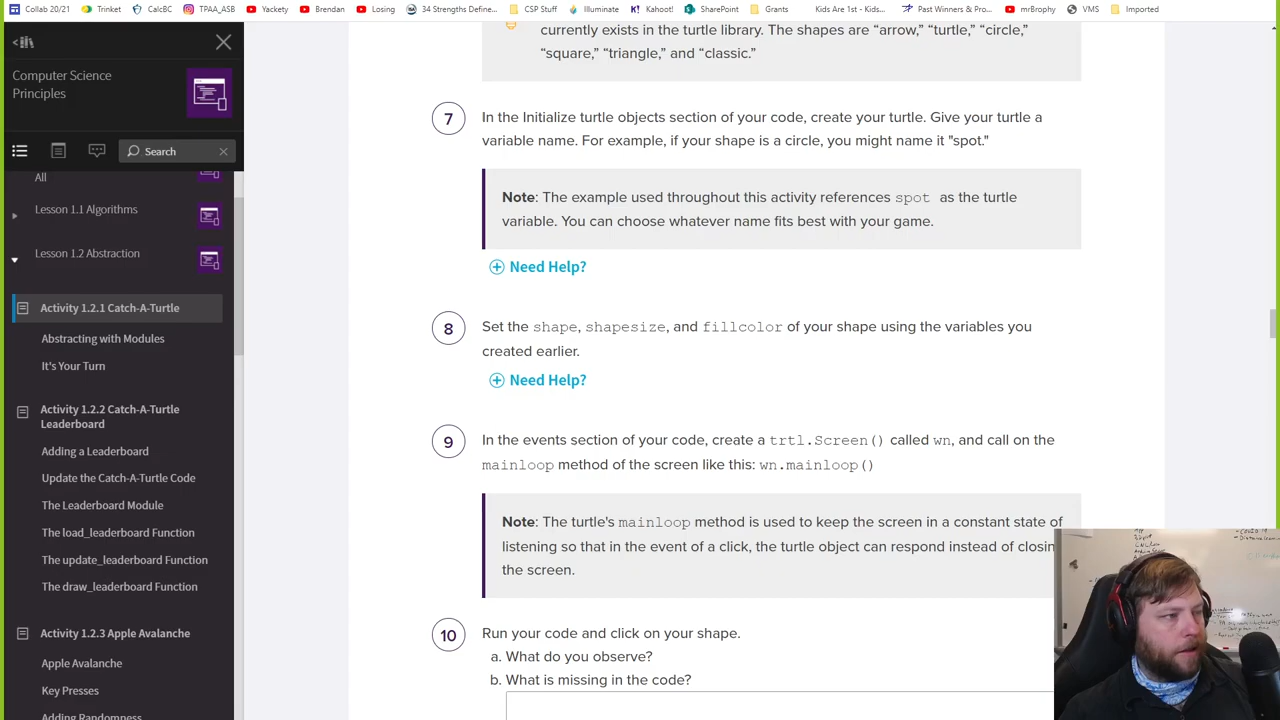 Collab 20/21 Trinket CalcBC TPAA_ASB Yackety Brendan Losing 34 Strengths Define... CSP Stuff Illuminate Kahoot! SharePoint Grants Kids Are 1st - Kids... Past Winners & Pro... mrBrophy VMS Imported
Computer Science
Principles
Search
All
Lesson 1.1 Algorithms
Lesson 1.2 Abstraction
Activity 1.2.1 Catch-A-Turtle
Abstracting with Modules
It's Your Turn
Activity 1.2.2 Catch-A-Turtle
Leaderboard
Adding a Leaderboard
Update the Catch-A-Turtle Code
The Leaderboard Module
The load_leaderboard Function
The update_leaderboard Function
The draw_leaderboard Function
Activity 1.2.3 Apple Avalanche
Apple Avalanche
Key Presses
Adding Randomness
currently exists in the turtle library. The shapes are “arrow,” “turtle,” “circle,”
“square,” “triangle,” and “classic.”
7 In the Initialize turtle objects section of your code, create your turtle. Give your turtle a
variable name. For example, if your shape is a circle, you might name it "spot."
Note: The example used throughout this activity references spot as the turtle
variable. You can choose whatever name fits best with your game.
Need Help?
8 Set the shape, shapesize, and fillcolor of your shape using the variables you
created earlier.
Need Help?
9 In the events section of your code, create a trtl.Screen() called wn, and call on the
mainloop method of the screen like this: wn.mainloop()
Note: The turtle's mainloop method is used to keep the screen in a constant state of
listening so that in the event of a click, the turtle object can respond instead of closin
the screen.
10 Run your code and click on your shape.
a. What do you observe?
b. What is missing in the code?